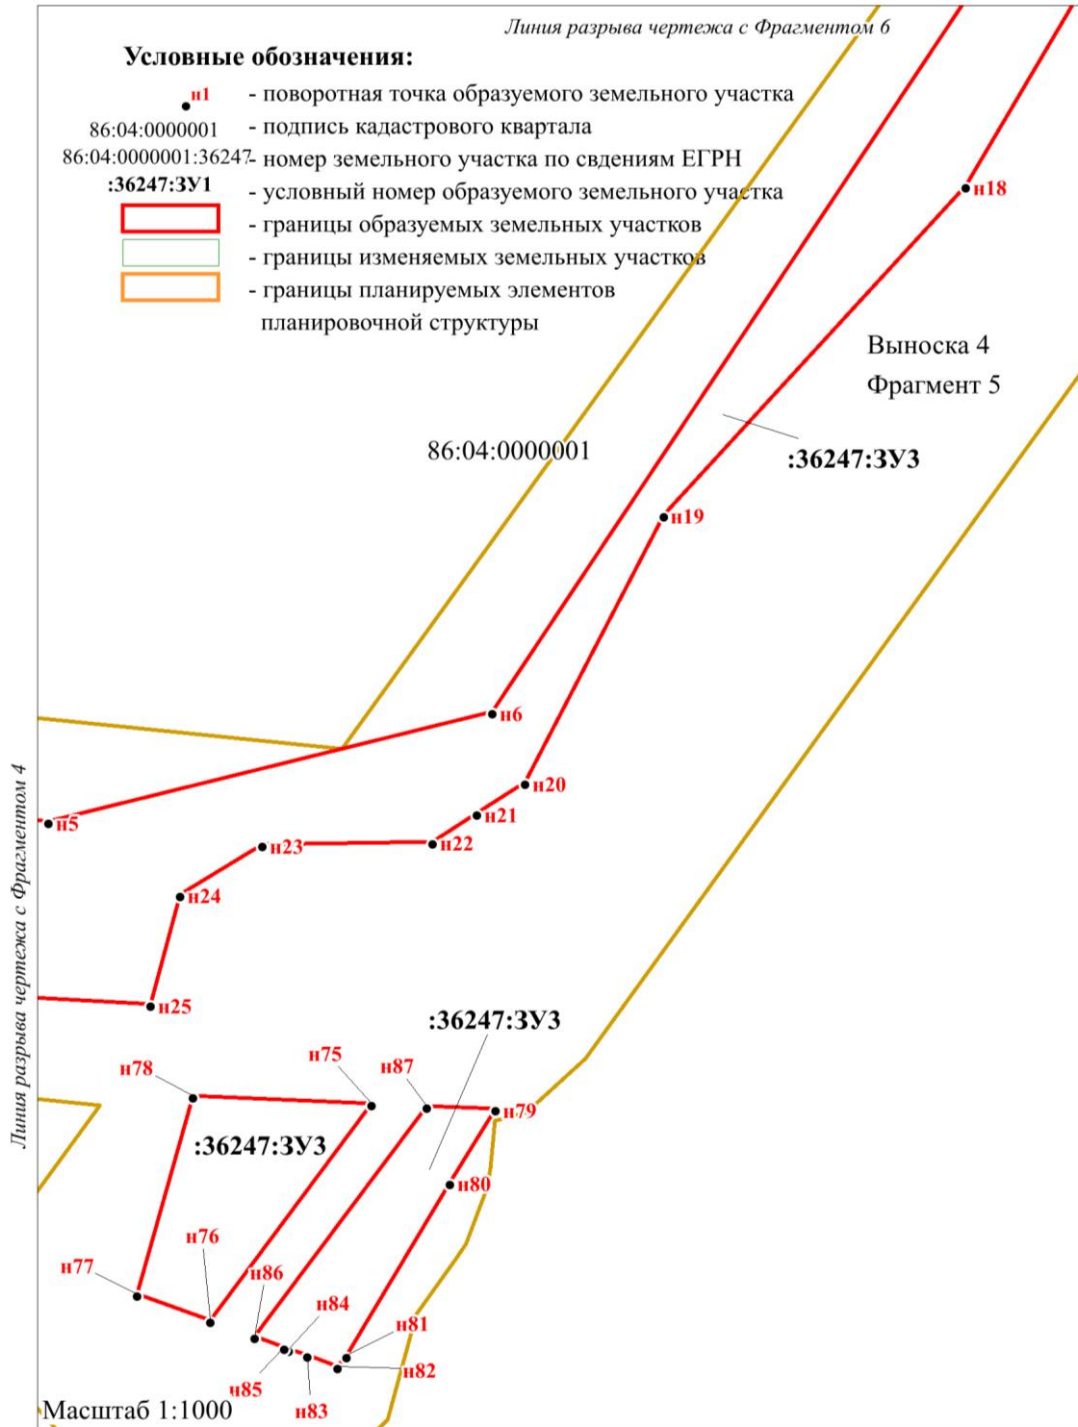 Линия разрыва чертежа с Фрагментом 6
Условные обозначения:
н1 - поворотная точка образуемого земельного участка
86:04:0000001 - подпись кадастрового квартала
86:04:0000001:36247 - номер земельного участка по свдениям ЕГРН
:36247:ЗУ1 - условный номер образуемого земельного участка
- границы образуемых земельных участков
- границы изменяемых земельных участков
- границы планируемых элементов
планировочной структуры
н18
Выноска 4
Фрагмент 5
86:04:0000001
:36247:ЗУ3
н19
н6
н20
н5
н21
н22
н23
н24
н25
Линия разрыва чертежа с Фрагментом 4
:36247:ЗУ3
н75
н87
н78
н79
:36247:ЗУ3
н80
н76
н77
н86
н84
н81
н82
н85
н83
Масштаб 1:1000